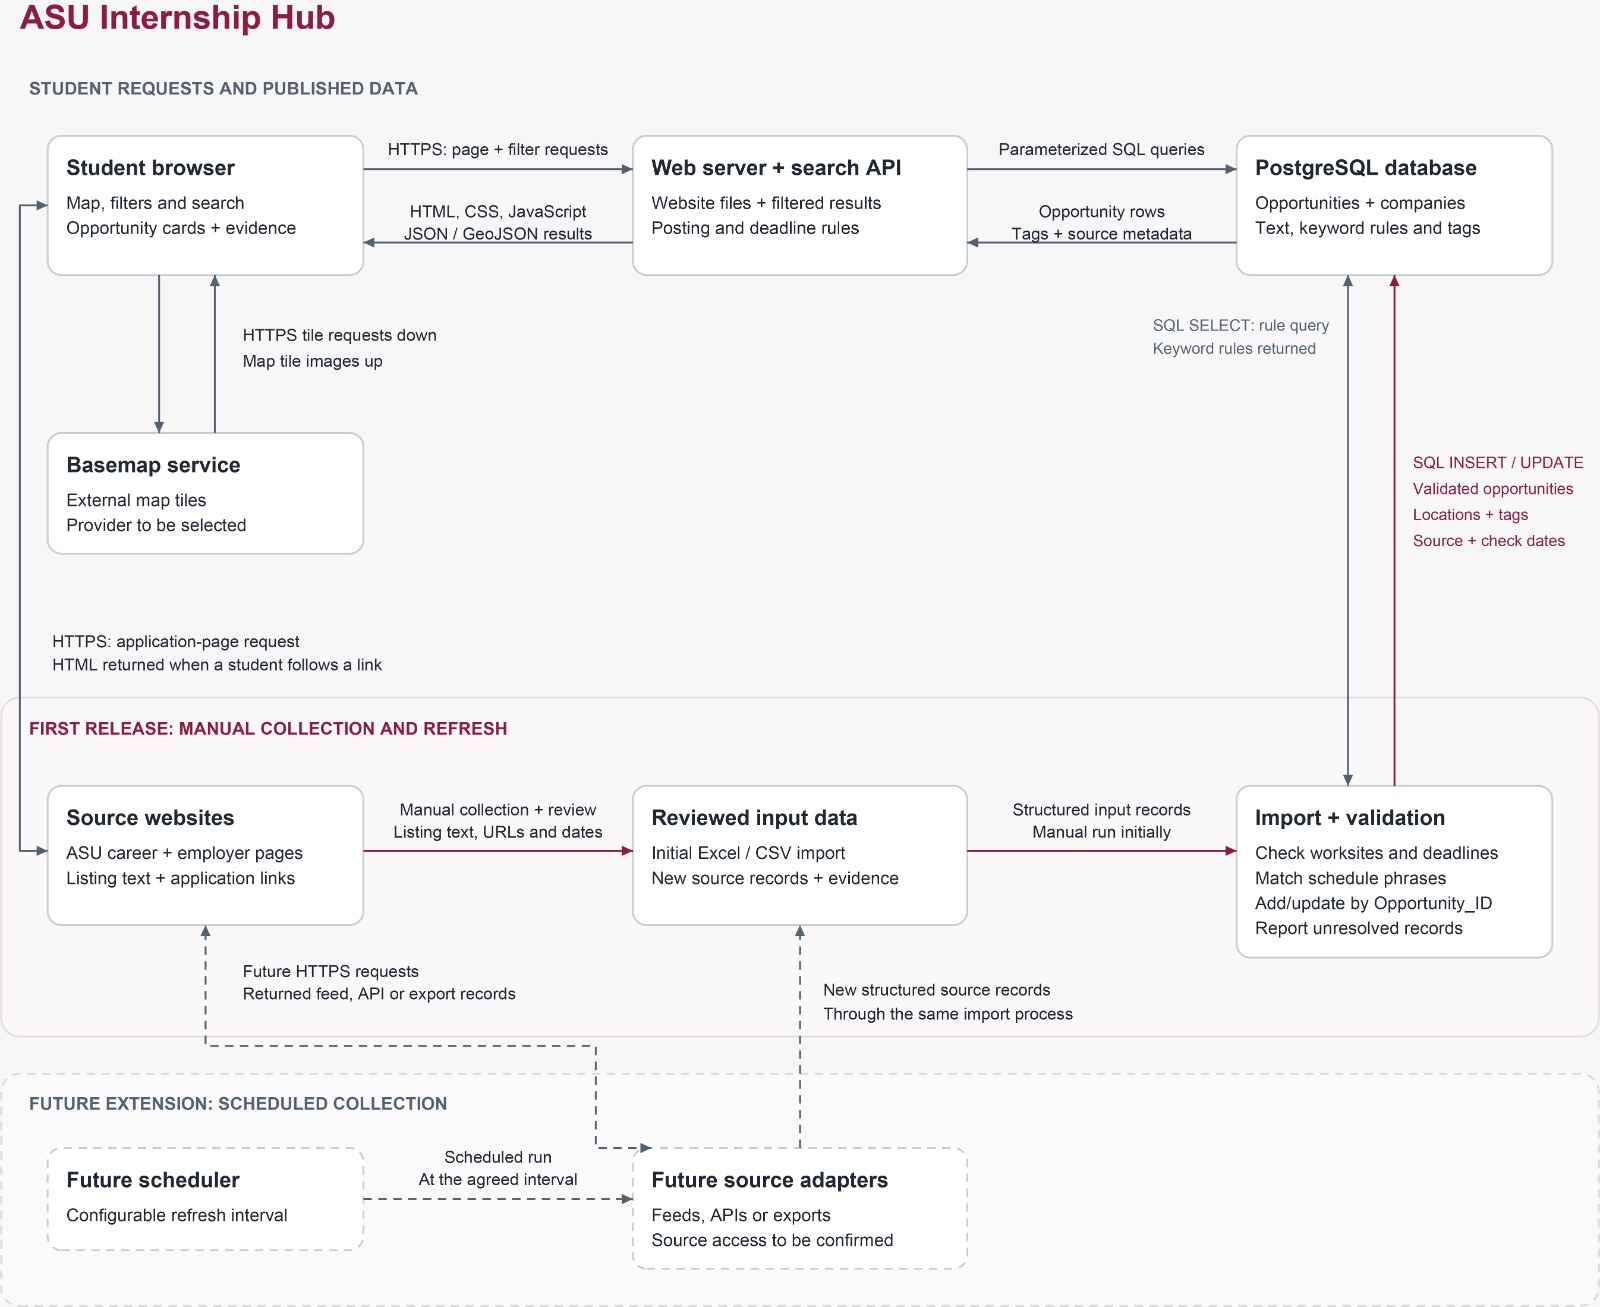 ASU Internship Hub
STUDENT REQUESTS AND PUBLISHED DATA
Student browser
Map, filters and search
Opportunity cards + evidence
HTTPS: page + filter requests
HTML, CSS, JavaScript
JSON / GeoJSON results
Web server + search API
Website files + filtered results
Posting and deadline rules
Parameterized SQL queries
Opportunity rows
Tags + source metadata
PostgreSQL database
Opportunities + companies
Text, keyword rules and tags
HTTPS tile requests down
Map tile images up
SQL SELECT: rule query
Keyword rules returned
Basemap service
External map tiles
Provider to be selected
SQL INSERT / UPDATE
Validated opportunities
Locations + tags
Source + check dates
HTTPS: application-page request
HTML returned when a student follows a link
FIRST RELEASE: MANUAL COLLECTION AND REFRESH
Source websites
ASU career + employer pages
Listing text + application links
Manual collection + review
Listing text, URLs and dates
Reviewed input data
Initial Excel / CSV import
New source records + evidence
Structured input records
Manual run initially
Import + validation
Check worksites and deadlines
Match schedule phrases
Add/update by Opportunity_ID
Report unresolved records
Future HTTPS requests
Returned feed, API or export records
New structured source records
Through the same import process
FUTURE EXTENSION: SCHEDULED COLLECTION
Future scheduler
Configurable refresh interval
Scheduled run
At the agreed interval
Future source adapters
Feeds, APIs or exports
Source access to be confirmed